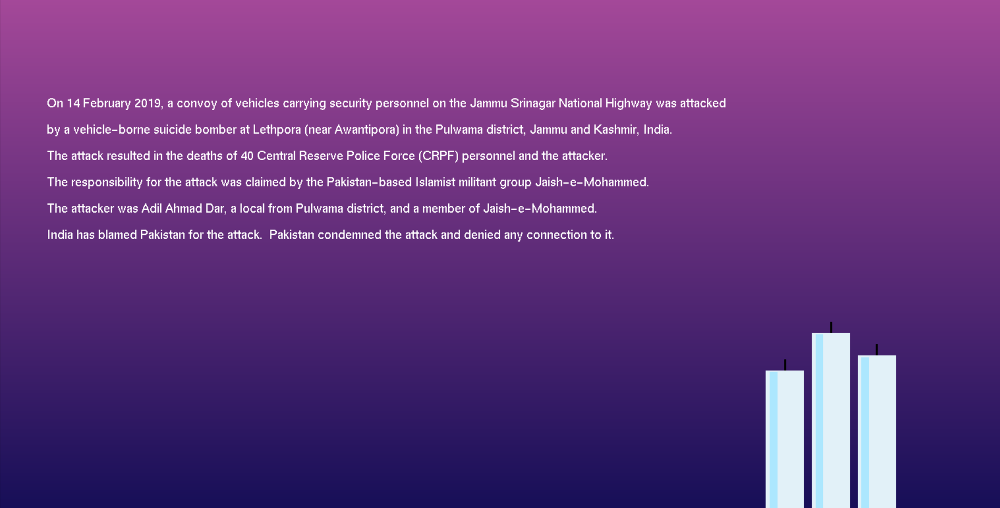 On 14 February 2019, a convoy of vehicles carrying security personnel on the Jammu Srinagar National Highway was attacked
by a vehicle-borne suicide bomber at Lethpora (near Awantipora) in the Pulwama district, Jammu and Kashmir, India.
The attack resulted in the deaths of 40 Central Reserve Police Force (CRPF) personnel and the attacker.
The responsibility for the attack was claimed by the Pakistan-based Islamist militant group Jaish-e-Mohammed.
The attacker was Adil Ahmad Dar, a local from Pulwama district, and a member of Jaish-e-Mohammed.
India has blamed Pakistan for the attack.  Pakistan condemned the attack and denied any connection to it.